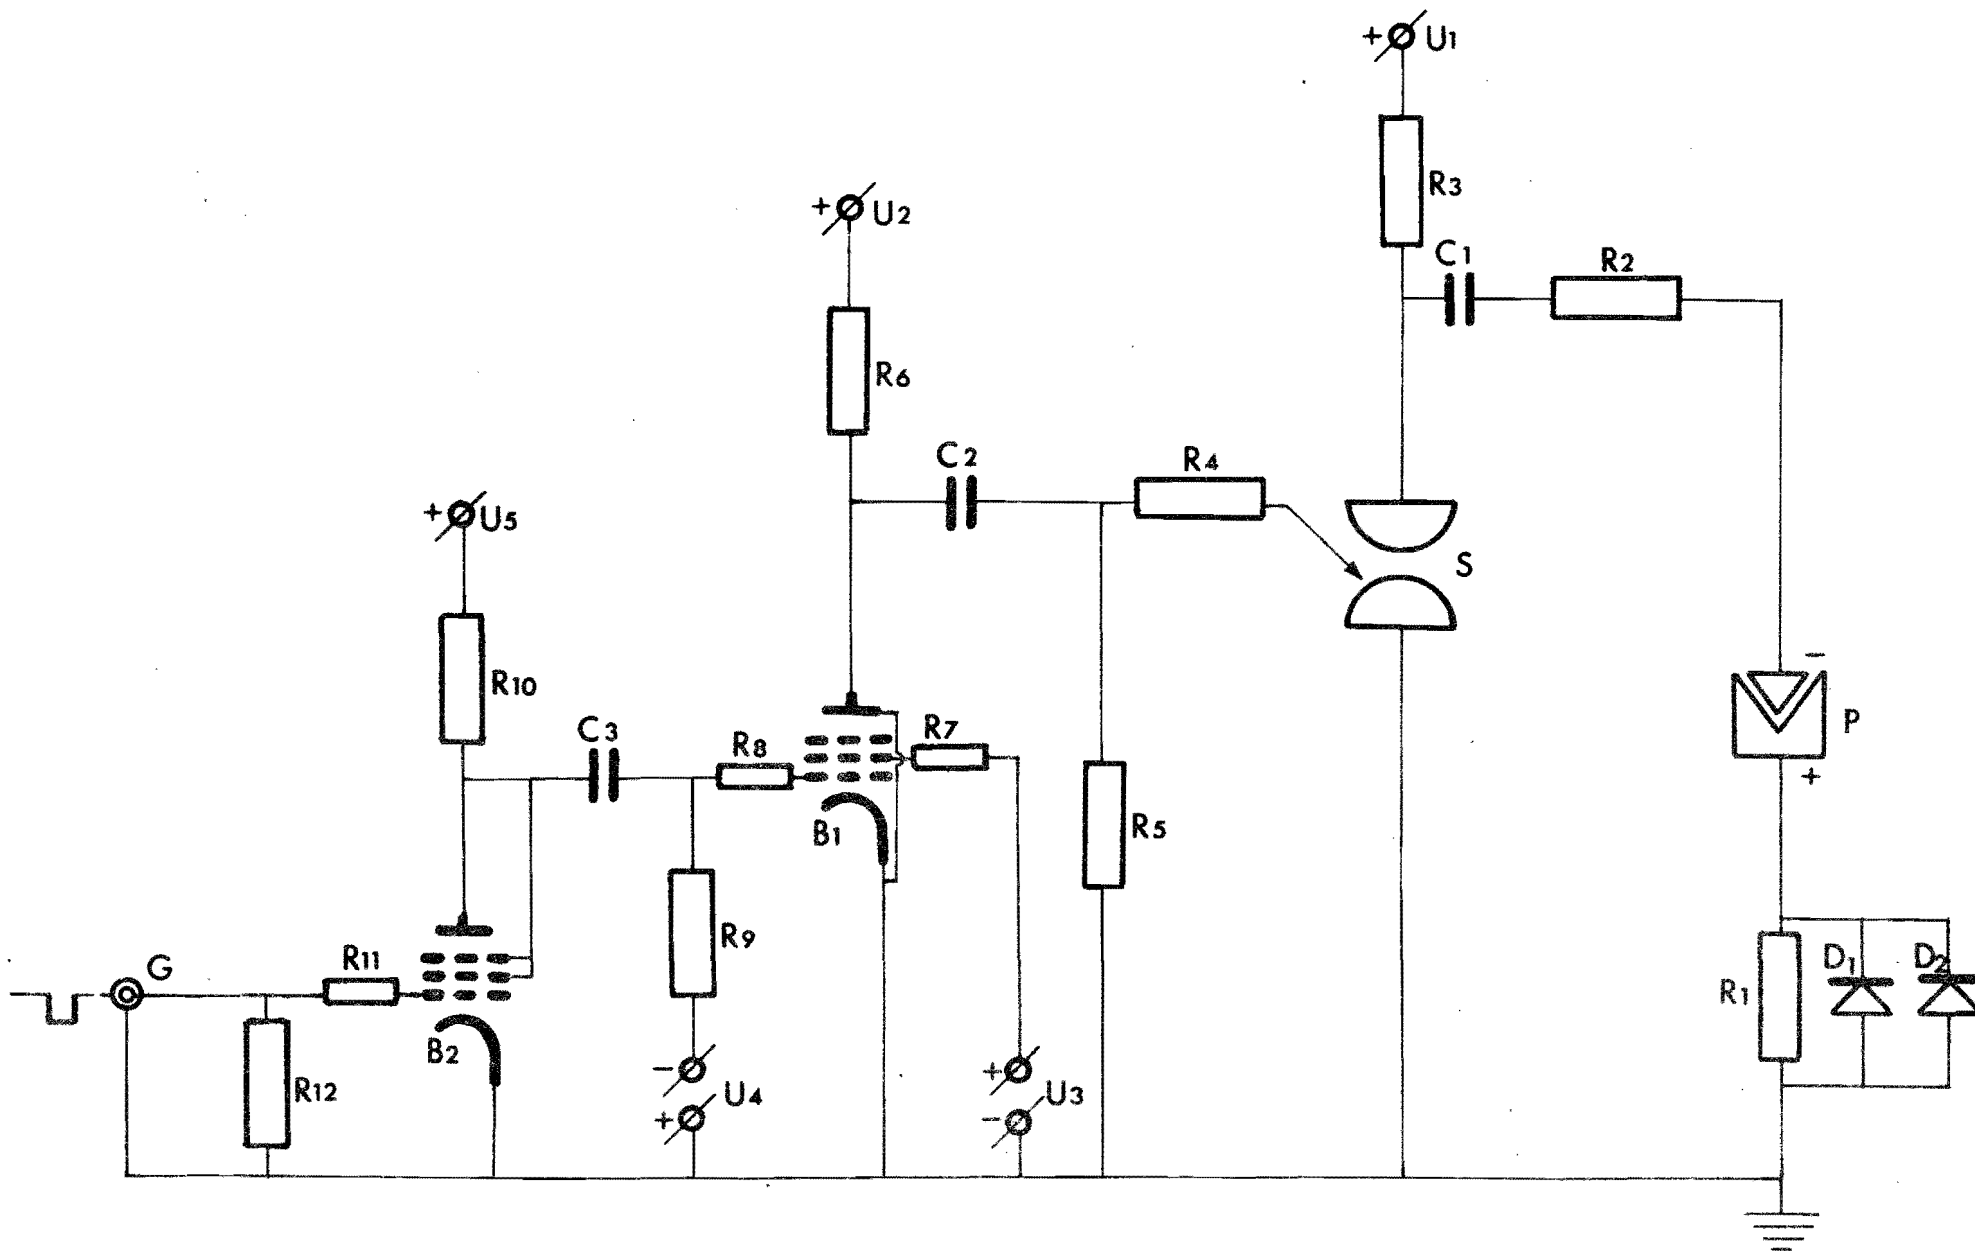 + U1
R3
C1 R2
+ U2
R6
C2 R4
S
+ U5
R10
C3 R8 R7
B1
R5
- P +
R9
G R11
B2
R12
- U4 +
+ U3 -
R1 D1 D2